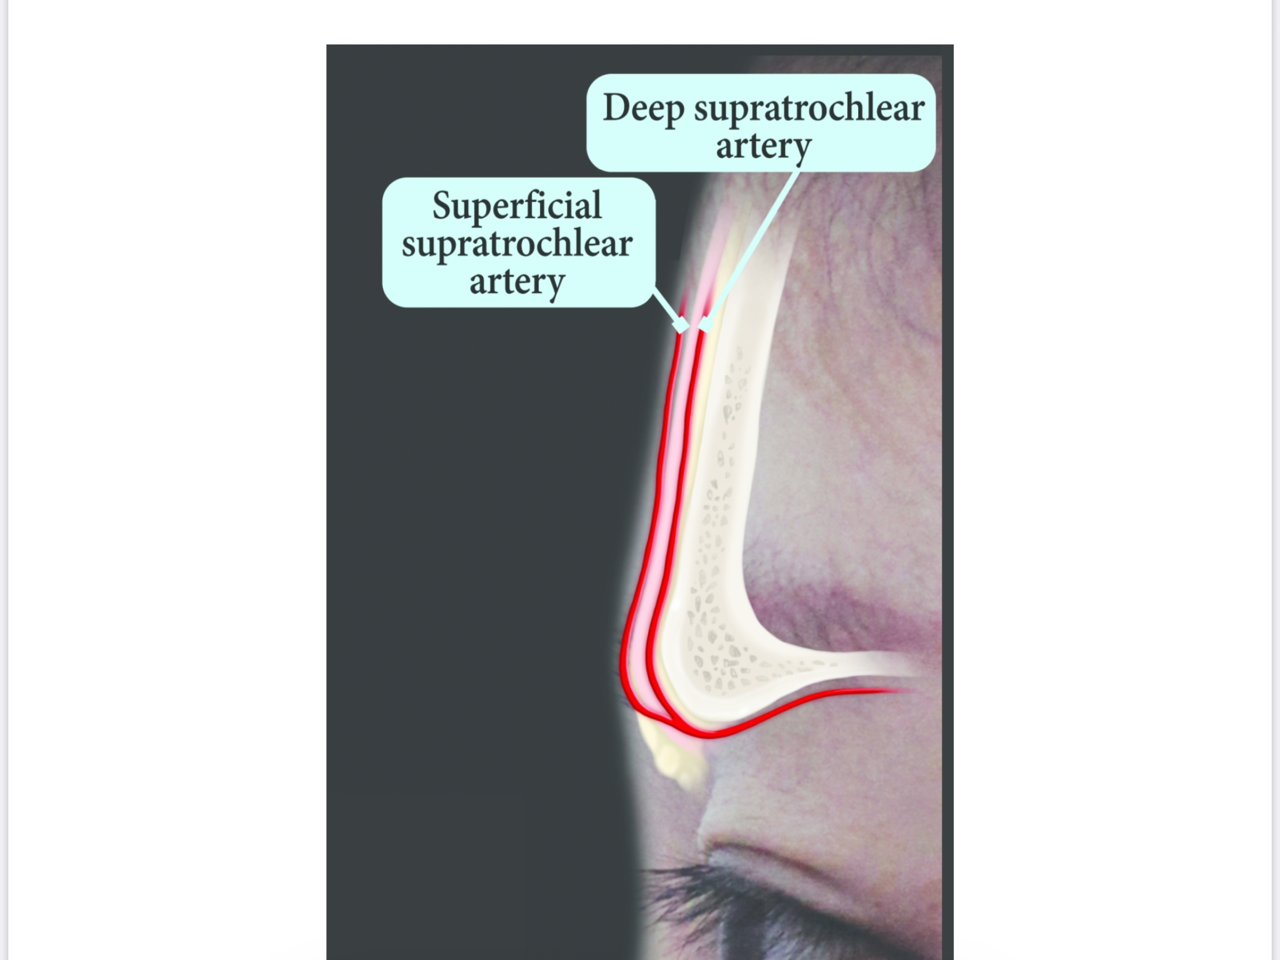 Deep supratrochlear
artery
Superficial
supratrochlear
artery